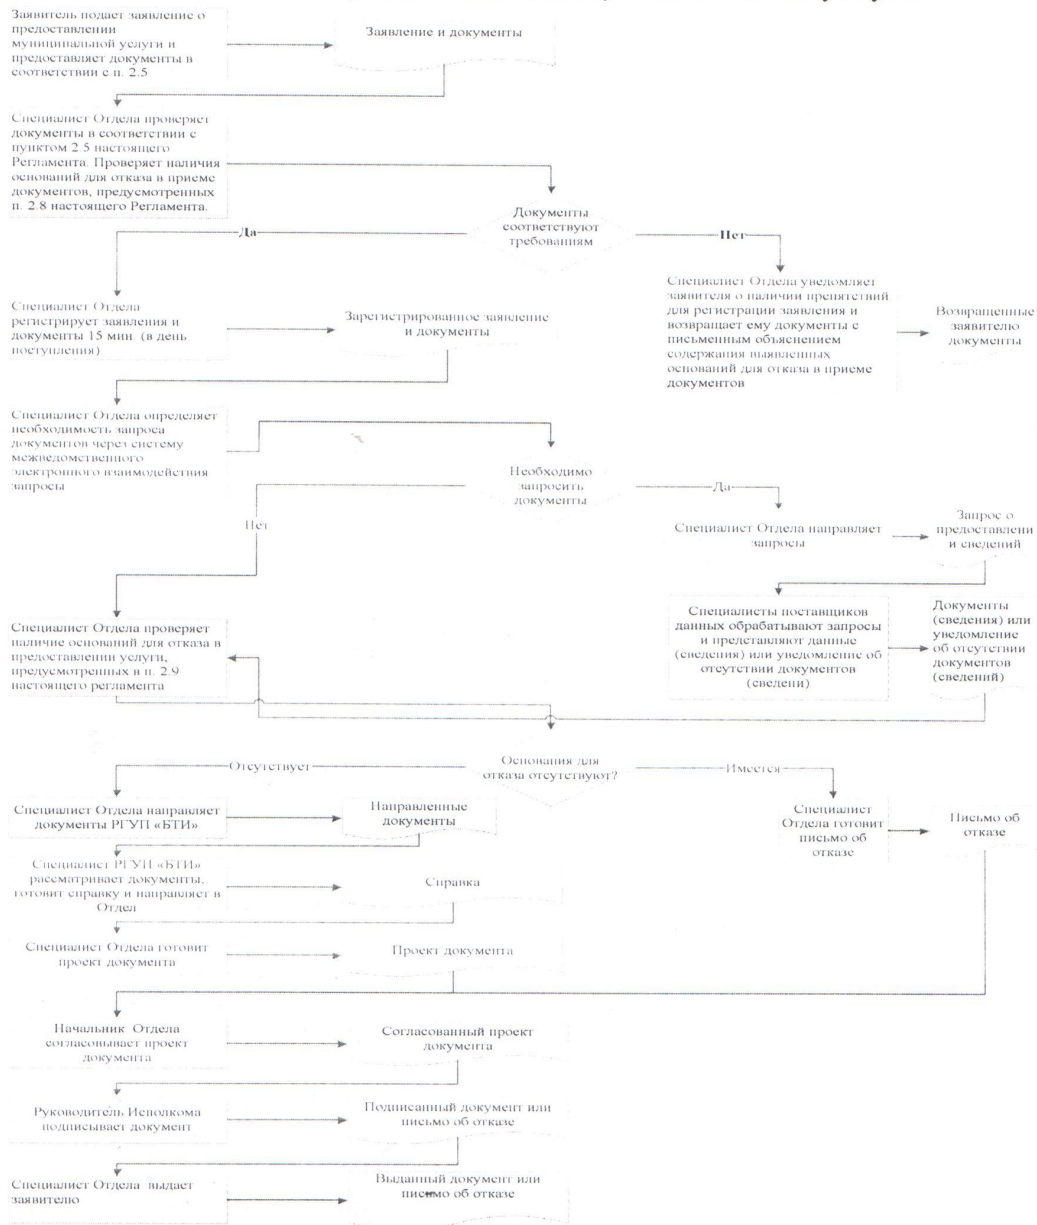 Заявитель подает заявление о
предоставлении
муниципальной услуги и
предоставляет документы в
соответствии с п. 2.5
Заявление и документы
Специалист Отдела проверяет
документы в соответствии с
пунктом 2.5 настоящего
Регламента. Проверяет наличия
оснований для отказа в приеме
документов, предусмотренных
п. 2.8 настоящего Регламента.
Документы
соответствуют
требованиям
Да
Нет
Специалист Отдела
регистрирует заявления и
документы 15 мин. (в день
поступления)
Зарегистрированное заявление
и документы
Специалист Отдела уведомляет
заявителя о наличии препятствий
для регистрации заявления и
возвращает ему документы с
письменным объяснением
содержания выявленных
оснований для отказа в приеме
документов
Возвращенные
заявителю
документы
Специалист Отдела определяет
необходимость запроса
документов через систему
межведомственного
электронного взаимодействия
запросы
Необходимо
запросить
документы
Да
Нет
Специалист Отдела направляет
запросы
Запрос о
предоставлени
и сведений
Специалисты поставщиков
данных обрабатывают запросы
и представляют данные
(сведения) или уведомление об
отсутствии документов
(сведени)
Документы
(сведения) или
уведомление
об отсутствии
документов
(сведений)
Специалист Отдела проверяет
наличие оснований для отказа в
предоставлении услуги,
предусмотренных в п. 2.9
настоящего регламента
Основания для
отказа отсутствуют?
Отсутствует
Имеется
Специалист Отдела направляет
документы РГУП «БТИ»
Направленные
документы
Специалист
Отдела готовит
письмо об
отказе
Письмо об
отказе
Специалист РГУП «БТИ»
рассматривает документы,
готовит справку и направляет в
Отдел
Справка
Специалист Отдела готовит
проект документа
Проект документа
Начальник Отдела
согласовывает проект
документа
Согласованный проект
документа
Руководитель Исполкома
подписывает документ
Подписанный документ или
письмо об отказе
Специалист Отдела выдает
заявителю
Выданный документ или
письмо об отказе